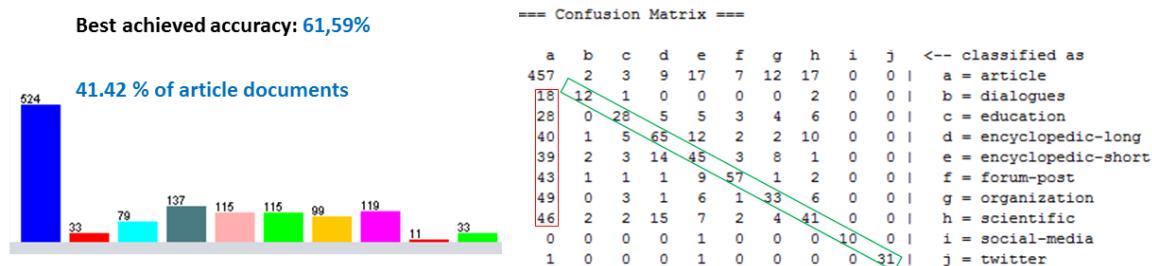 Best achieved accuracy: 61,59%
41.42 % of article documents
524
33
79
137
115
115
99
119
11
33
=== Confusion Matrix ===
a b c d e f g h i j <-- classified as
457 2 3 9 17 7 12 17 0 0 | a = article
18 12 1 0 0 0 0 2 0 0 | b = dialogues
28 0 28 5 5 3 4 6 0 0 | c = education
40 1 5 65 12 2 2 10 0 0 | d = encyclopedic-long
39 2 3 14 45 3 8 1 0 0 | e = encyclopedic-short
43 1 1 1 9 57 1 2 0 0 | f = forum-post
49 0 3 1 6 1 33 6 0 0 | g = organization
46 2 2 15 7 2 4 41 0 0 | h = scientific
0 0 0 0 1 0 0 0 10 0 | i = social-media
1 0 0 0 1 0 0 0 0 31 | j = twitter